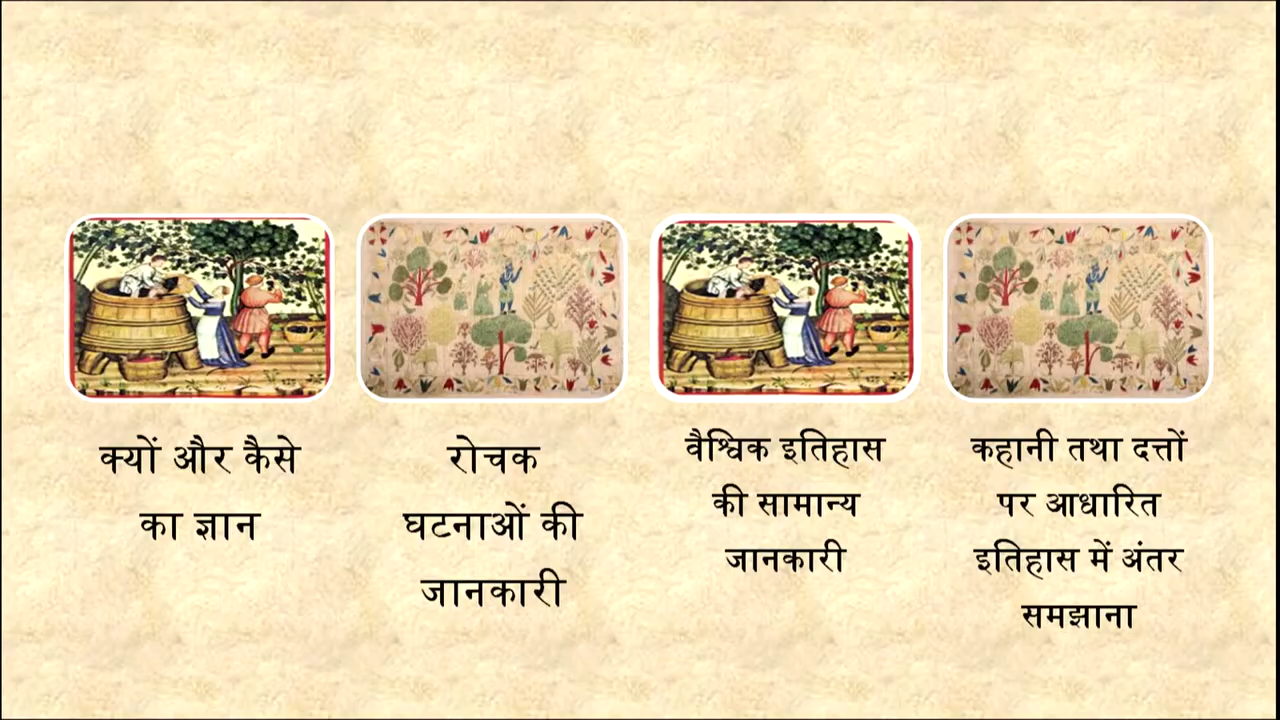 क्यों और कैसे
का ज्ञान
रोचक
घटनाओं की
जानकारी
वैश्विक इतिहास
की सामान्य
जानकारी
कहानी तथा दत्तों
पर आधारित
इतिहास में अंतर
समझाना